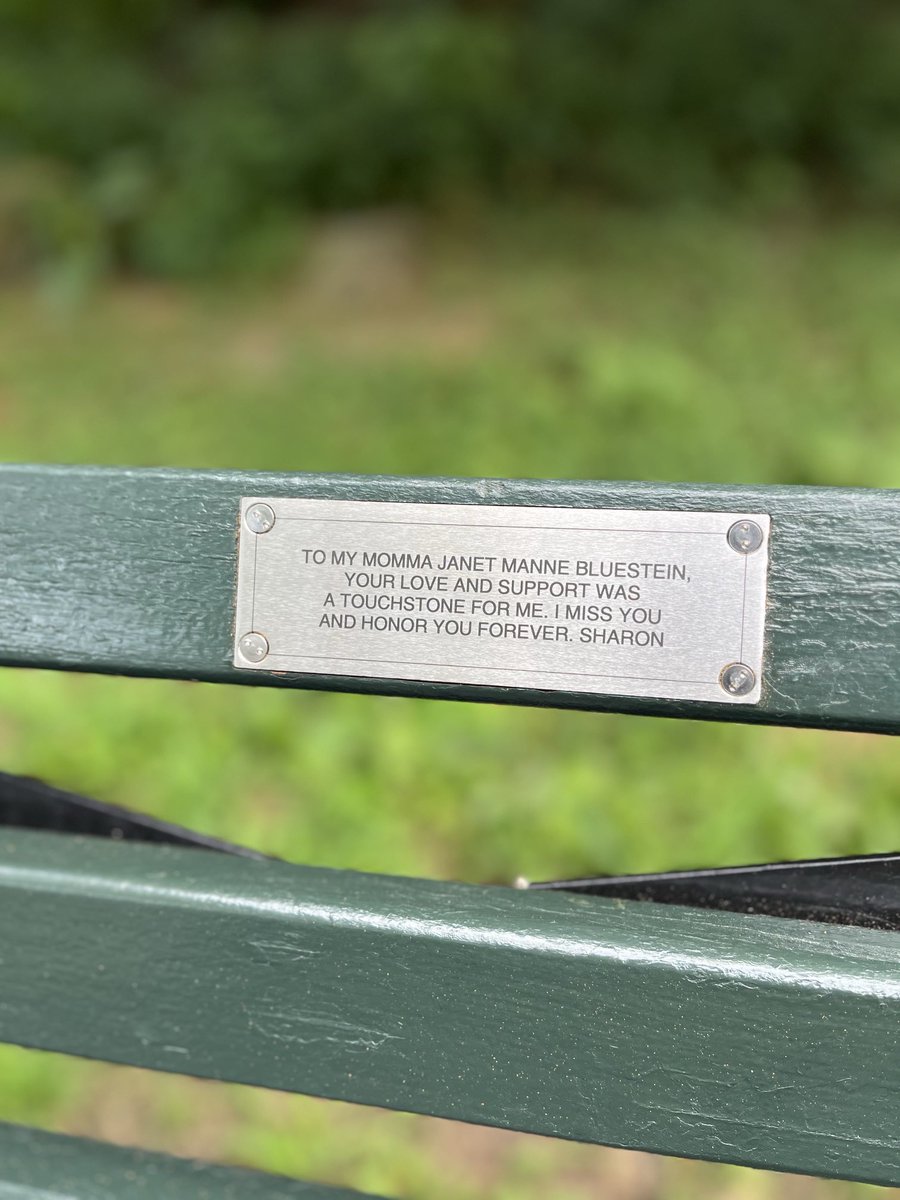 TO MY MOMMA JANET MANNE BLUESTEIN,
YOUR LOVE AND SUPPORT WAS
A TOUCHSTONE FOR ME. I MISS YOU
AND HONOR YOU FOREVER. SHARON